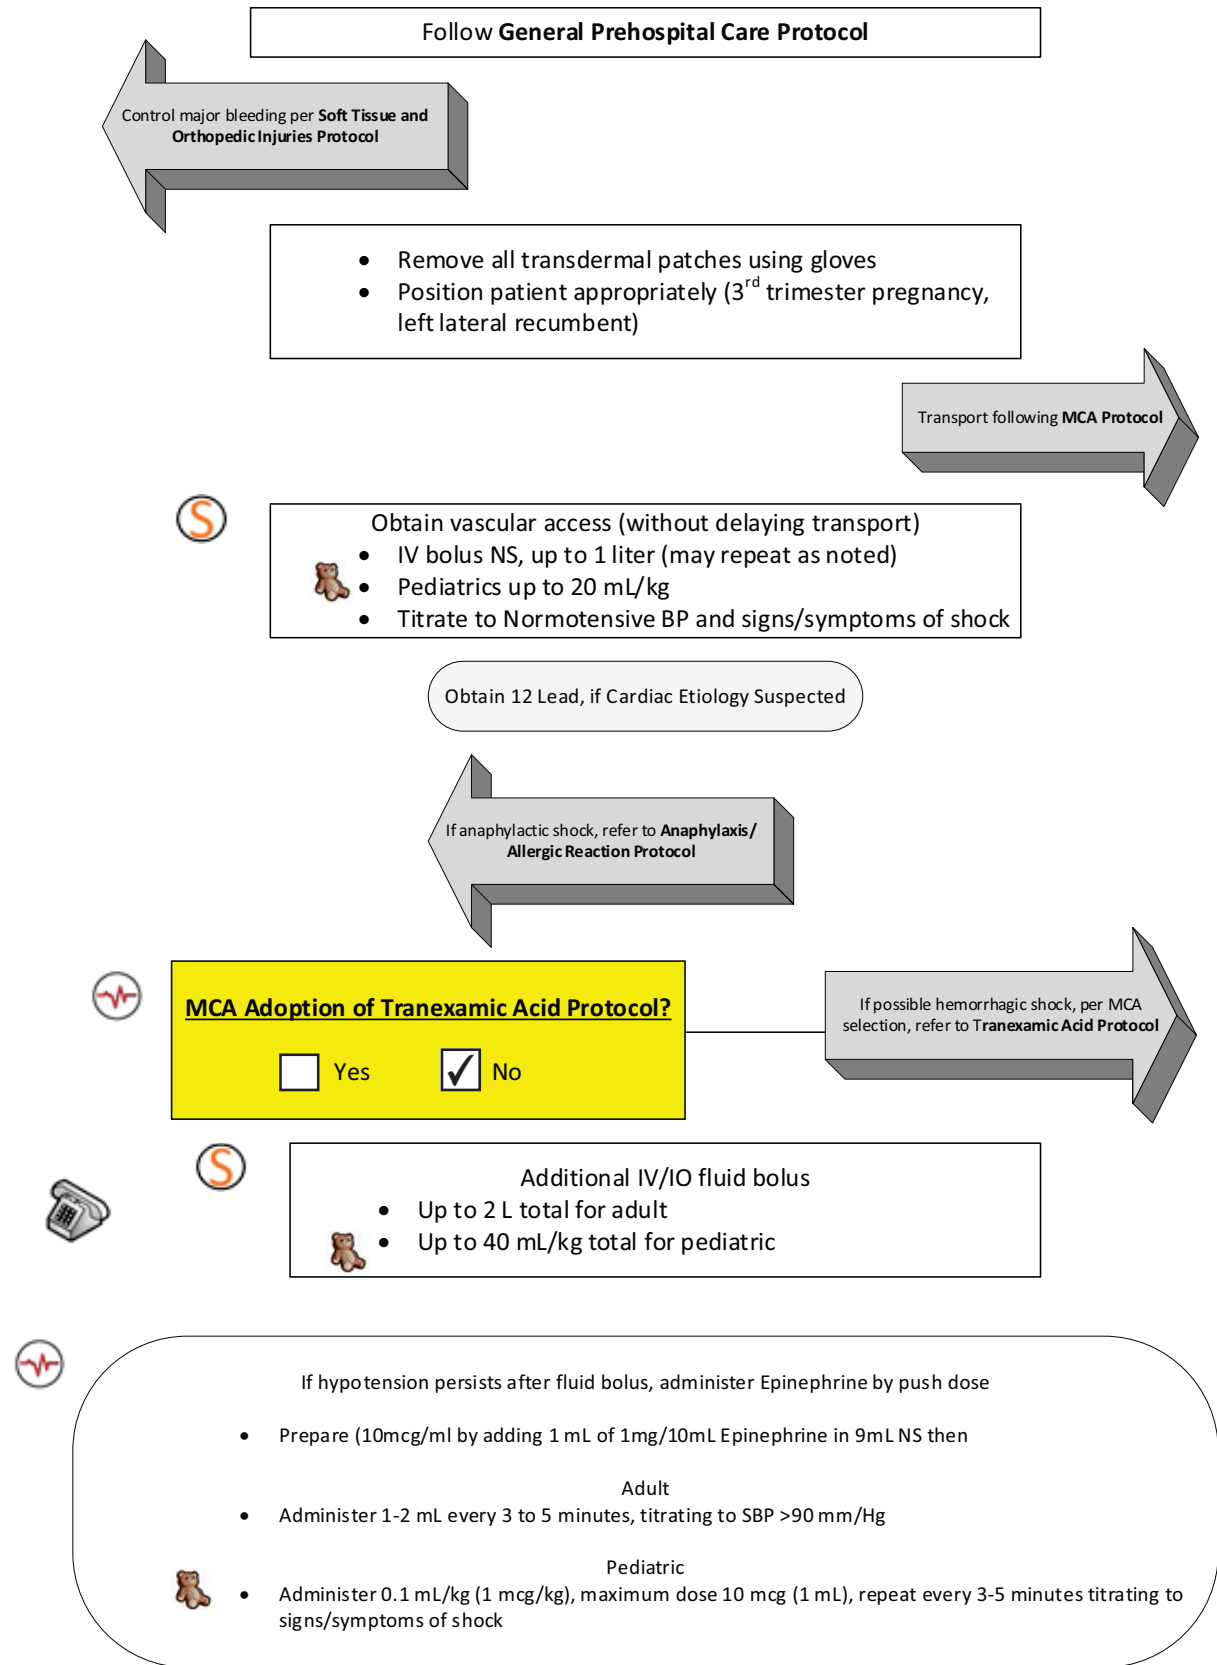 Follow General Prehospital Care Protocol
Control major bleeding per Soft Tissue and
Orthopedic Injuries Protocol
• Remove all transdermal patches using gloves
• Position patient appropriately (3rd trimester pregnancy,
left lateral recumbent)
Transport following MCA Protocol
S
Obtain vascular access (without delaying transport)
• IV bolus NS, up to 1 liter (may repeat as noted)
• Pediatrics up to 20 mL/kg
• Titrate to Normotensive BP and signs/symptoms of shock
Obtain 12 Lead, if Cardiac Etiology Suspected
If anaphylactic shock, refer to Anaphylaxis/
Allergic Reaction Protocol
MCA Adoption of Tranexamic Acid Protocol?
Yes ✓ No
If possible hemorrhagic shock, per MCA
selection, refer to Tranexamic Acid Protocol
S
Additional IV/IO fluid bolus
• Up to 2 L total for adult
• Up to 40 mL/kg total for pediatric
If hypotension persists after fluid bolus, administer Epinephrine by push dose
• Prepare (10mcg/ml by adding 1 mL of 1mg/10mL Epinephrine in 9mL NS then
Adult
• Administer 1-2 mL every 3 to 5 minutes, titrating to SBP >90 mm/Hg
Pediatric
• Administer 0.1 mL/kg (1 mcg/kg), maximum dose 10 mcg (1 mL), repeat every 3-5 minutes titrating to
signs/symptoms of shock